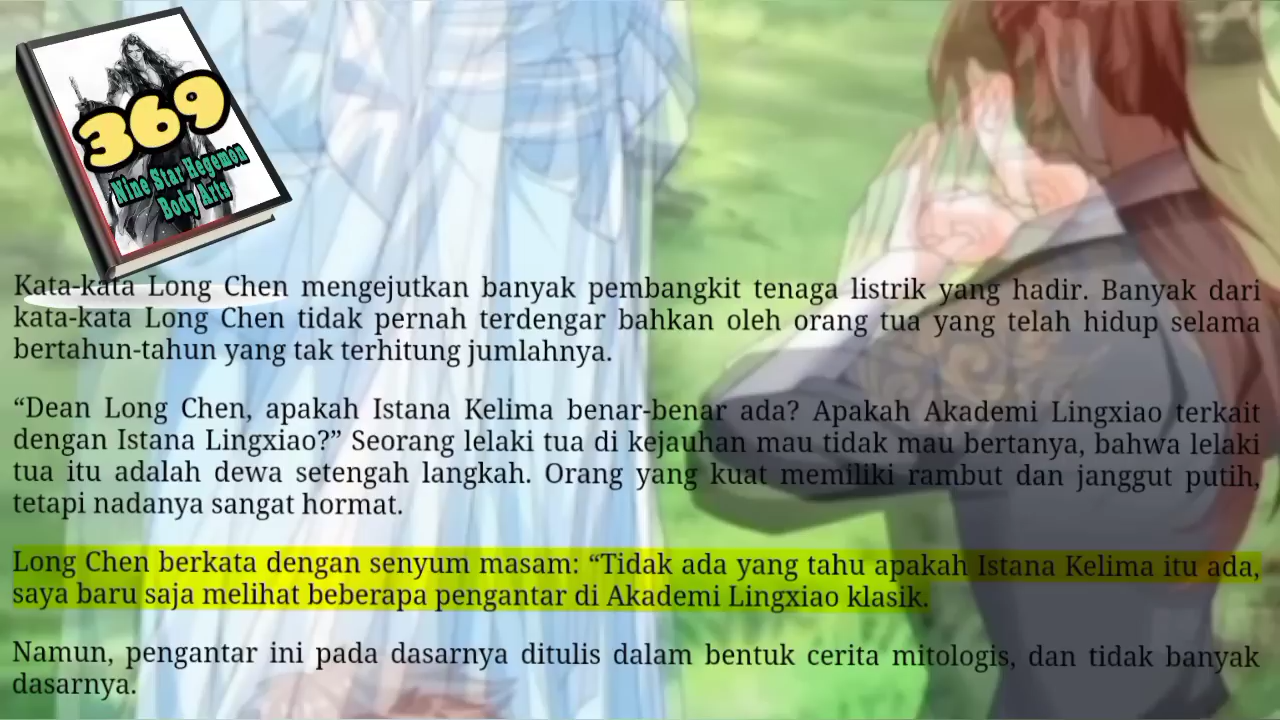 369
Nine Star Hegemon
Body Arts
Kata-kata Long Chen mengejutkan banyak pembangkit tenaga listrik yang hadir. Banyak dari
kata-kata Long Chen tidak pernah terdengar bahkan oleh orang tua yang telah hidup selama
bertahun-tahun yang tak terhitung jumlahnya.
“Dean Long Chen, apakah Istana Kelima benar-benar ada? Apakah Akademi Lingxiao terkait
dengan Istana Lingxiao?” Seorang lelaki tua di kejauhan mau tidak mau bertanya, bahwa lelaki
tua itu adalah dewa setengah langkah. Orang yang kuat memiliki rambut dan janggut putih,
tetapi nadanya sangat hormat.
Long Chen berkata dengan senyum masam: “Tidak ada yang tahu apakah Istana Kelima itu ada,
saya baru saja melihat beberapa pengantar di Akademi Lingxiao klasik.
Namun, pengantar ini pada dasarnya ditulis dalam bentuk cerita mitologis, dan tidak banyak
dasarnya.